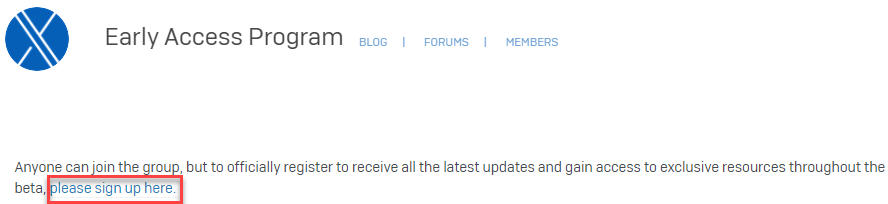 Early Access Program BLOG | FORUMS | MEMBERS
Anyone can join the group, but to officially register to receive all the latest updates and gain access to exclusive resources throughout the
beta, please sign up here.